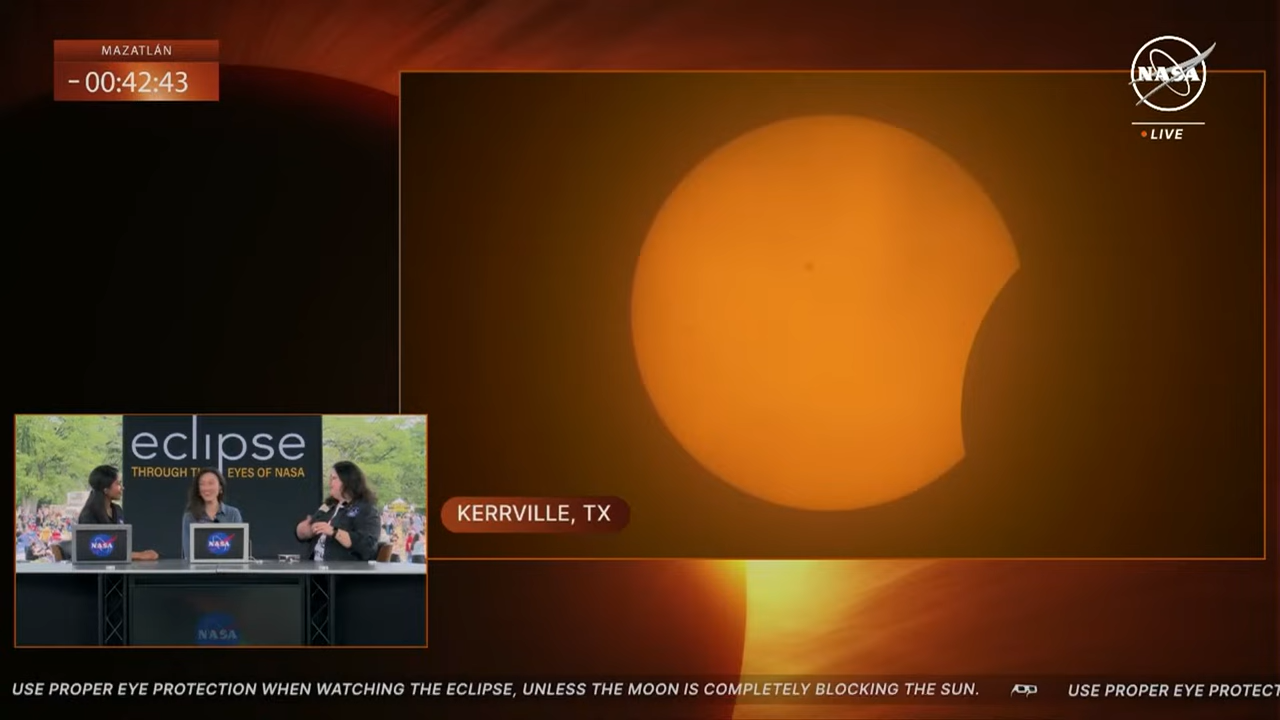 MAZATLÁN
-00:42:43
NASA
LIVE
eclipse
THROUGH T EYES OF NASA
NASA
NASA
KERRVILLE, TX
NASA
USE PROPER EYE PROTECTION WHEN WATCHING THE ECLIPSE, UNLESS THE MOON IS COMPLETELY BLOCKING THE SUN. USE PROPER EYE PROTECT